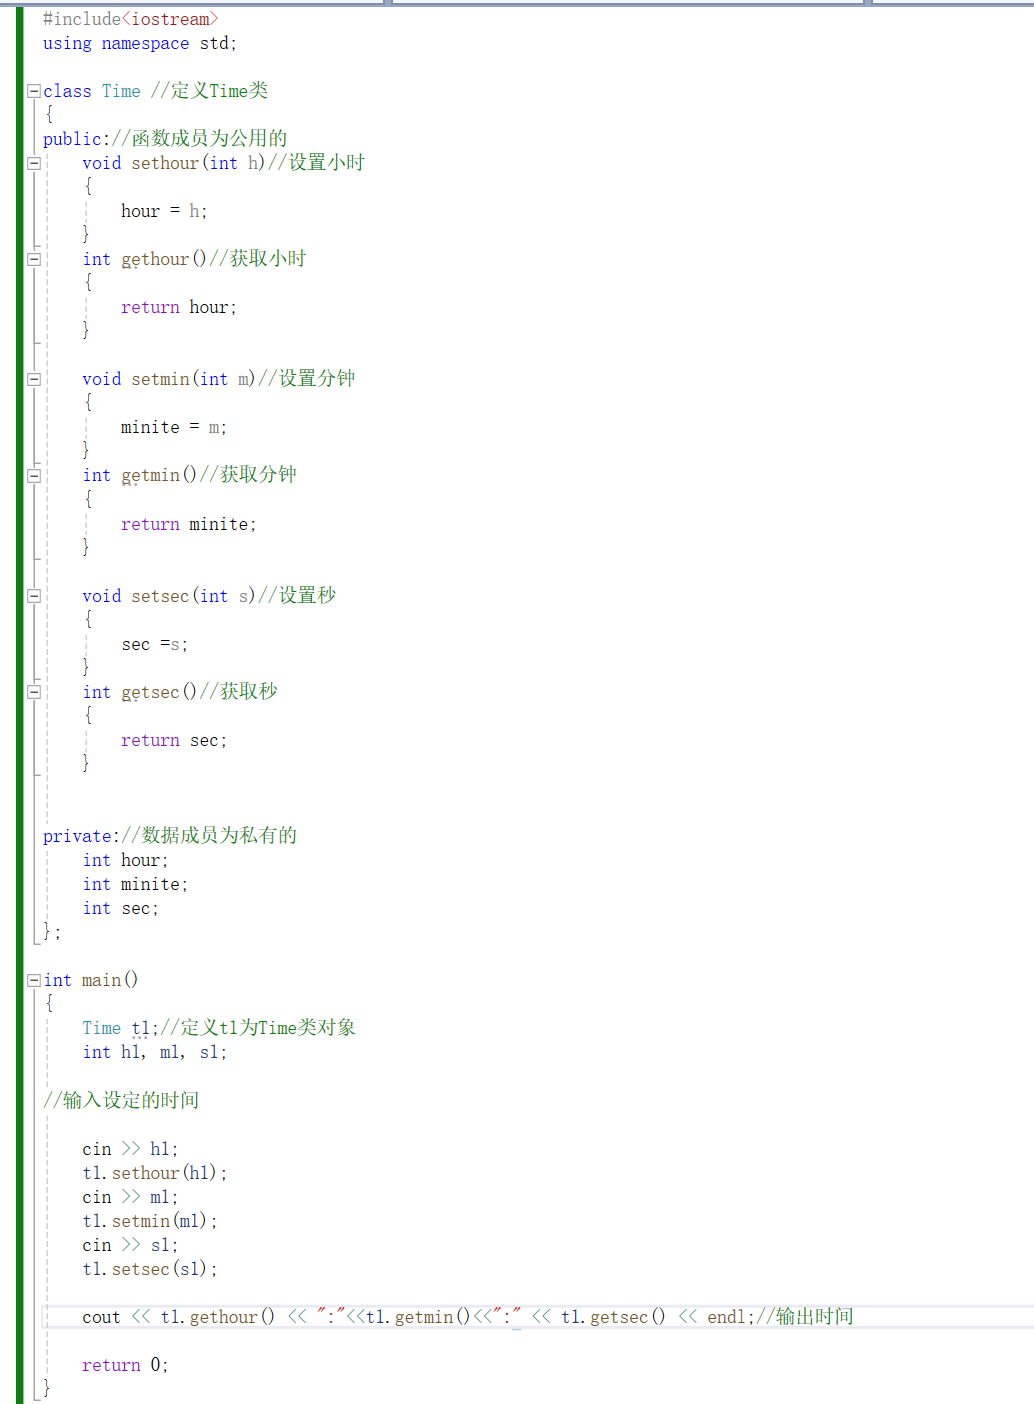 #include<iostream>
using namespace std;
class Time //定义Time类
{
public://函数成员为公用的
void sethour(int h)//设置小时
{
hour = h;
}
int gethour()//获取小时
{
return hour;
}
void setmin(int m)//设置分钟
{
minite = m;
}
int getmin()//获取分钟
{
return minite;
}
void setsec(int s)//设置秒
{
sec =s;
}
int getsec()//获取秒
{
return sec;
}
private://数据成员为私有的
int hour;
int minite;
int sec;
};
int main()
{
Time t1;//定义t1为Time类对象
int h1, m1, s1;
//输入设定的时间
cin >> h1;
t1.sethour(h1);
cin >> m1;
t1.setmin(m1);
cin >> s1;
t1.setsec(s1);
cout << t1.gethour() << ":"<<t1.getmin()<<":" << t1.getsec() << endl;//输出时间
return 0;
}